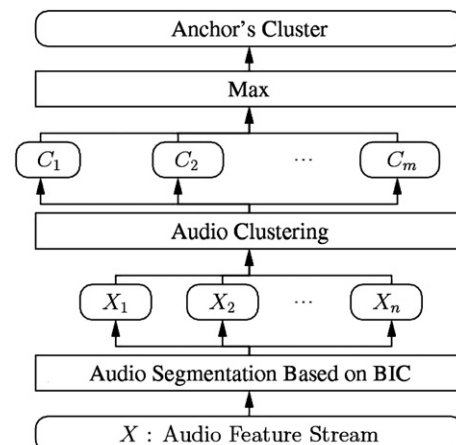 Anchor's Cluster
Max
C₁ C₂ ··· Cₘ
Audio Clustering
X₁ X₂ ··· Xₙ
Audio Segmentation Based on BIC
X : Audio Feature Stream